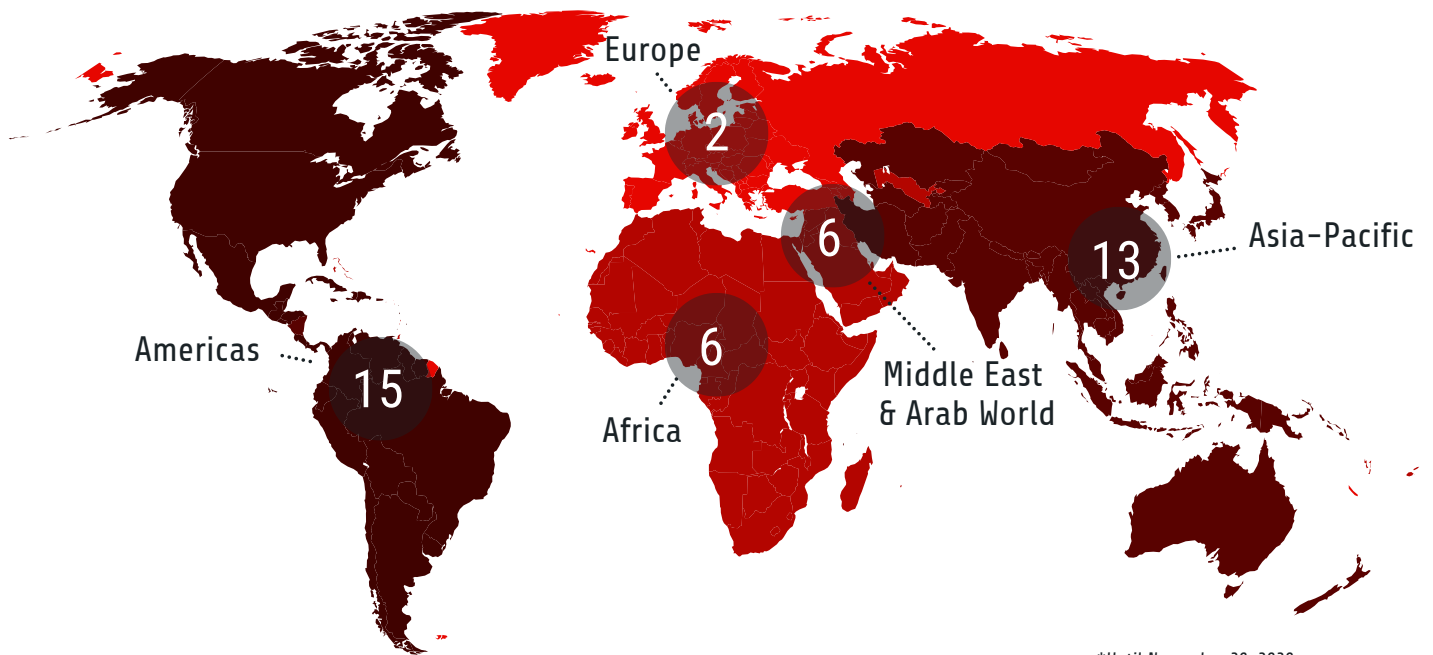 Europe
2
6
13
Asia-Pacific
Americas
15
6
Africa
Middle East
& Arab World